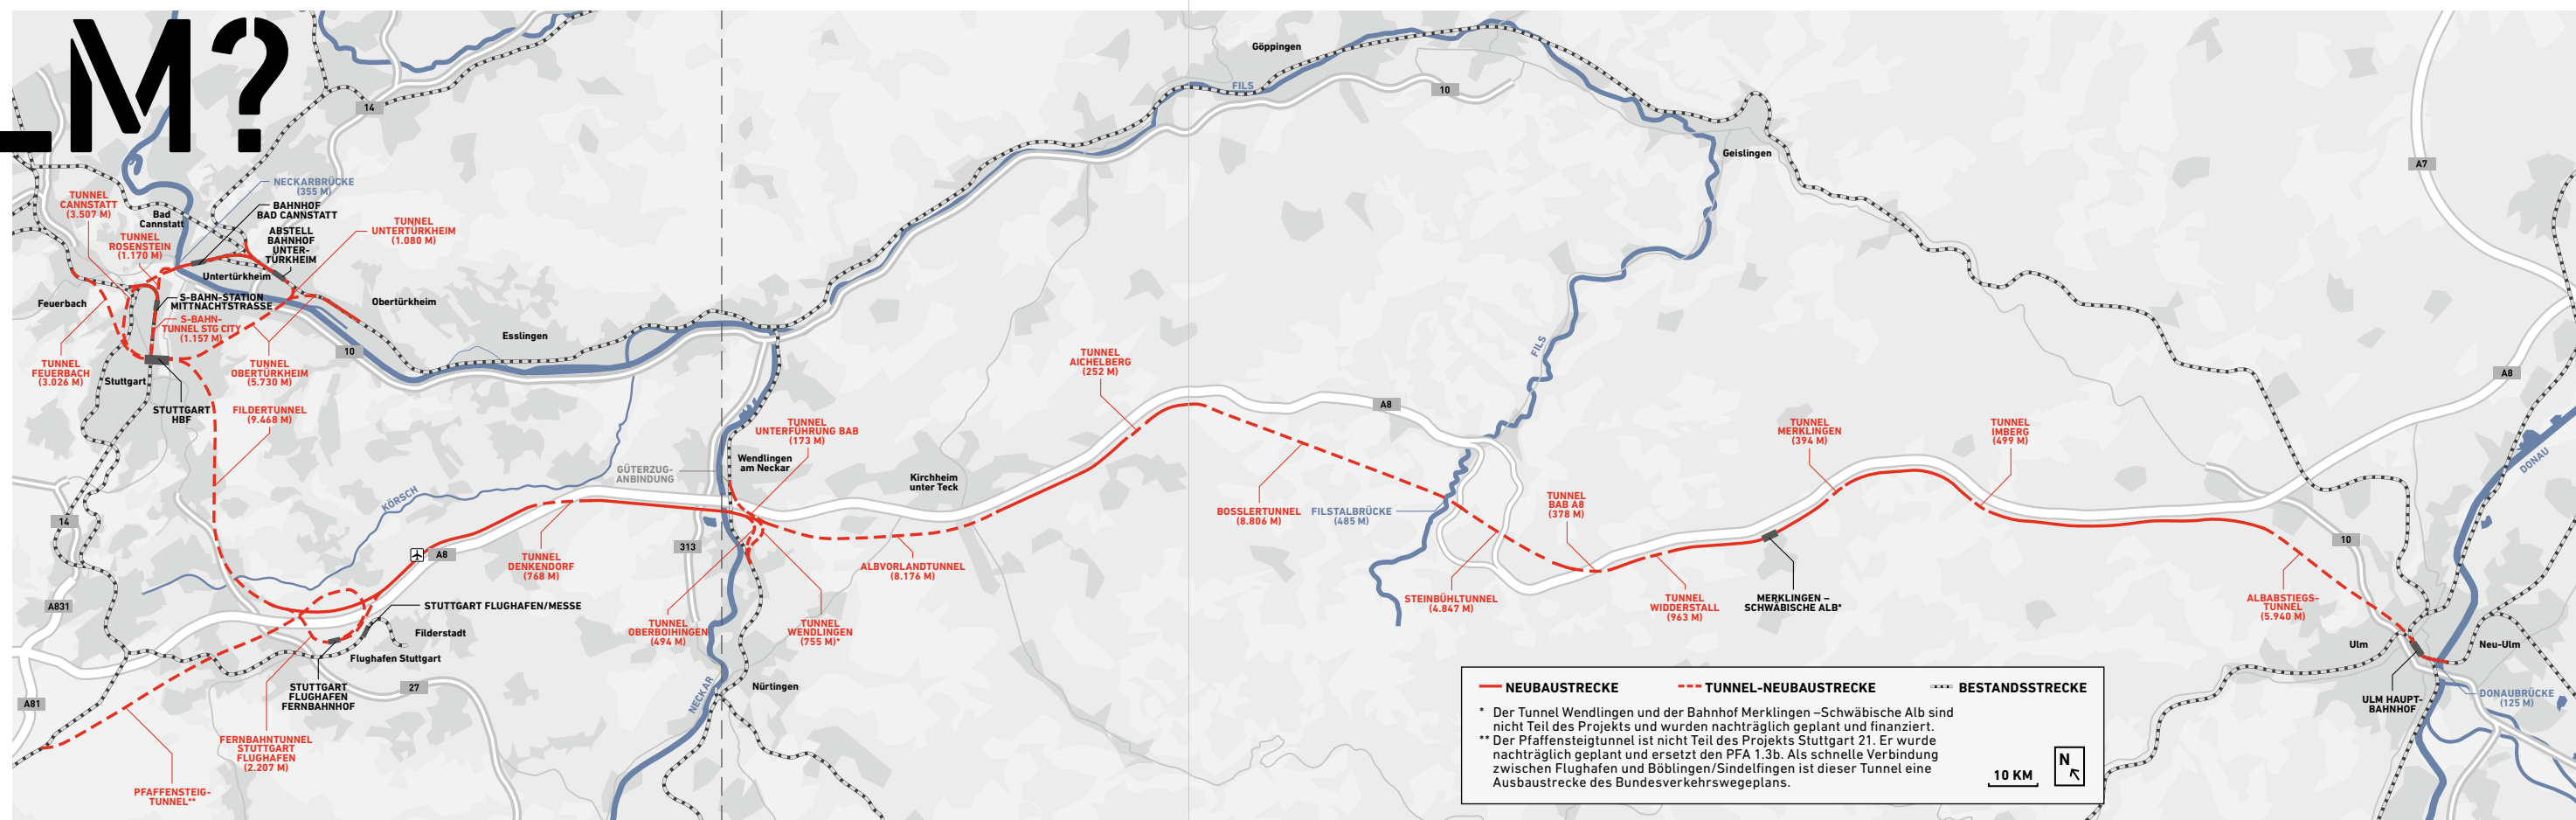 M?
14
Göppingen
FILS
10
Geislingen
A7
NECKARBRÜCKE
(355 M)
TUNNEL
CANNSTATT
(3.507 M)
Bad
Cannstatt
BAHNHOF
BAD CANNSTATT
TUNNEL
ROSENSTEIN
(1.170 M)
ABSTELL
BAHNHOF
UNTER-
TÜRKHEIM
TUNNEL
UNTERTÜRKHEIM
(1.080 M)
Untertürkheim
Feuerbach
S-BAHN-STATION
MITTNACHTSTRASSE
Obertürkheim
S-BAHN-
TUNNEL STG CITY
(1.157 M)
Esslingen
10
TUNNEL
FEUERBACH
(3.026 M)
Stuttgart
TUNNEL
OBERTÜRKHEIM
(5.730 M)
STUTTGART
HBF
FILDERTUNNEL
(9.468 M)
TUNNEL
AICHELBERG
(252 M)
FILS
A8
A8
TUNNEL
UNTERFÜHRUNG BAB
(173 M)
Wendlingen
am Neckar
GÜTERZUG-
ANBINDUNG
Kirchheim
unter Teck
KÖRSCH
TUNNEL
MERKLINGEN
(394 M)
TUNNEL
IMBERG
(499 M)
DONAU
BOSSLERTUNNEL
(8.806 M)
FILSTALBRÜCKE
(485 M)
TUNNEL
BAB A8
(378 M)
14
313
A8
10
TUNNEL
DENKENDORF
(768 M)
ALBVORLANDTUNNEL
(8.176 M)
A831
STUTTGART FLUGHAFEN/MESSE
STEINBÜHLTUNNEL
(4.847 M)
TUNNEL
WIDDERSTALL
(963 M)
MERKLINGEN –
SCHWÄBISCHE ALB*
ALBABSTIEGS-
TUNNEL
(5.940 M)
Filderstadt
TUNNEL
OBERBOIHINGEN
(494 M)
TUNNEL
WENDLINGEN
(755 M)*
Flughafen Stuttgart
Ulm
Neu-Ulm
STUTTGART
FLUGHAFEN
FERNBAHNHOF
27
NECKAR
Nürtingen
A81
ULM HAUPT-
BAHNHOF
DONAUBRÜCKE
(125 M)
FERNBAHNTUNNEL
STUTTGART
FLUGHAFEN
(2.207 M)
PFAFFENSTEIG-
TUNNEL**
NEUBAUSTRECKE
TUNNEL-NEUBAUSTRECKE
BESTANDSSTRECKE
* Der Tunnel Wendlingen und der Bahnhof Merklingen –Schwäbische Alb sind
nicht Teil des Projekts und wurden nachträglich geplant und finanziert.
** Der Pfaffensteigtunnel ist nicht Teil des Projekts Stuttgart 21. Er wurde
nachträglich geplant und ersetzt den PFA 1.3b. Als schnelle Verbindung
zwischen Flughafen und Böblingen/Sindelfingen ist dieser Tunnel eine
Ausbaustrecke des Bundesverkehrswegeplans.
10 KM
N